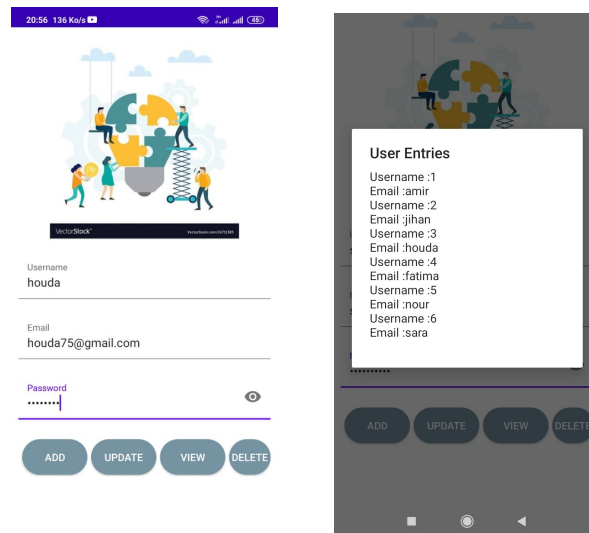 20:56 136 Ko/s
45
VectorStock®
VectorStock.com/29751385
Username
houda
Email
houda75@gmail.com
Password
ADD UPDATE VIEW DELETE
User Entries
Username :1
Email :amir
Username :2
Email :jihan
Username :3
Email :houda
Username :4
Email :fatima
Username :5
Email :nour
Username :6
Email :sara
ADD UPDATE VIEW DELETE